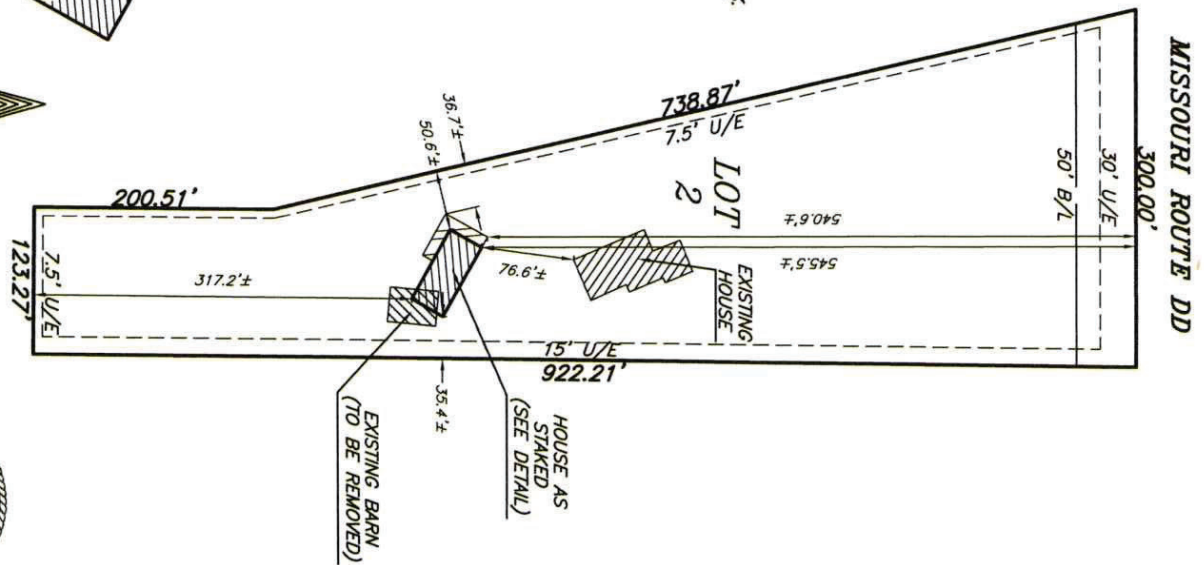 MISSOURI ROUTE DD
300.00'
30' U/E
50' B/L
738.87'
7.5' U/E
LOT
2
540.6'±
545.5'±
36.7'±
50.6'±
76.6'±
EXISTING
HOUSE
200.51'
317.2'±
7.5' U/E
123.27'
15' U/E
922.21'
35.4'±
HOUSE AS
STAKED
(SEE DETAIL)
EXISTING BARN
(TO BE REMOVED)